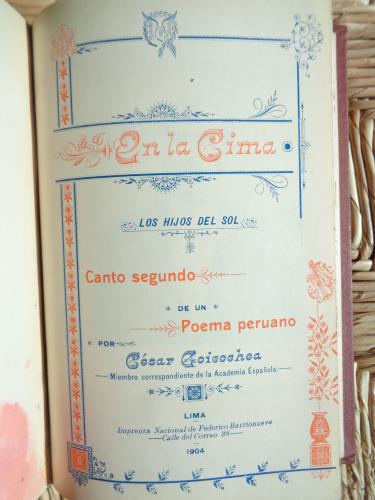 En la Cima
LOS HIJOS DEL SOL
Canto segundo
DE UN
Poema peruano
POR
César Goicochea
Miembro correspondiente de la Academia Española
LIMA
Imprenta Nacional de Federico Barrionuevo
Calle del Correo 38
1904